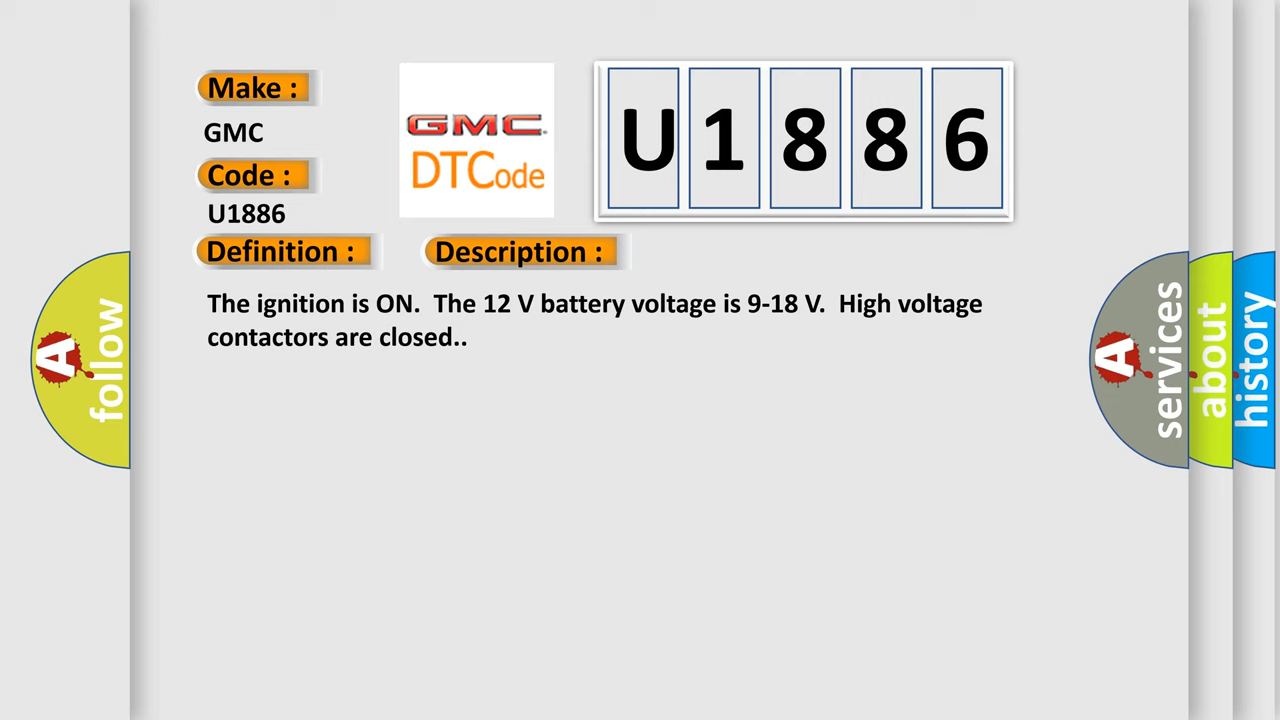 Make :
GMC
Code :
U1886
Definition :
Description :
The ignition is ON. The 12 V battery voltage is 9-18 V. High voltage
contactors are closed..
GMC
DTCode
U1886
A follow
A services
about
history